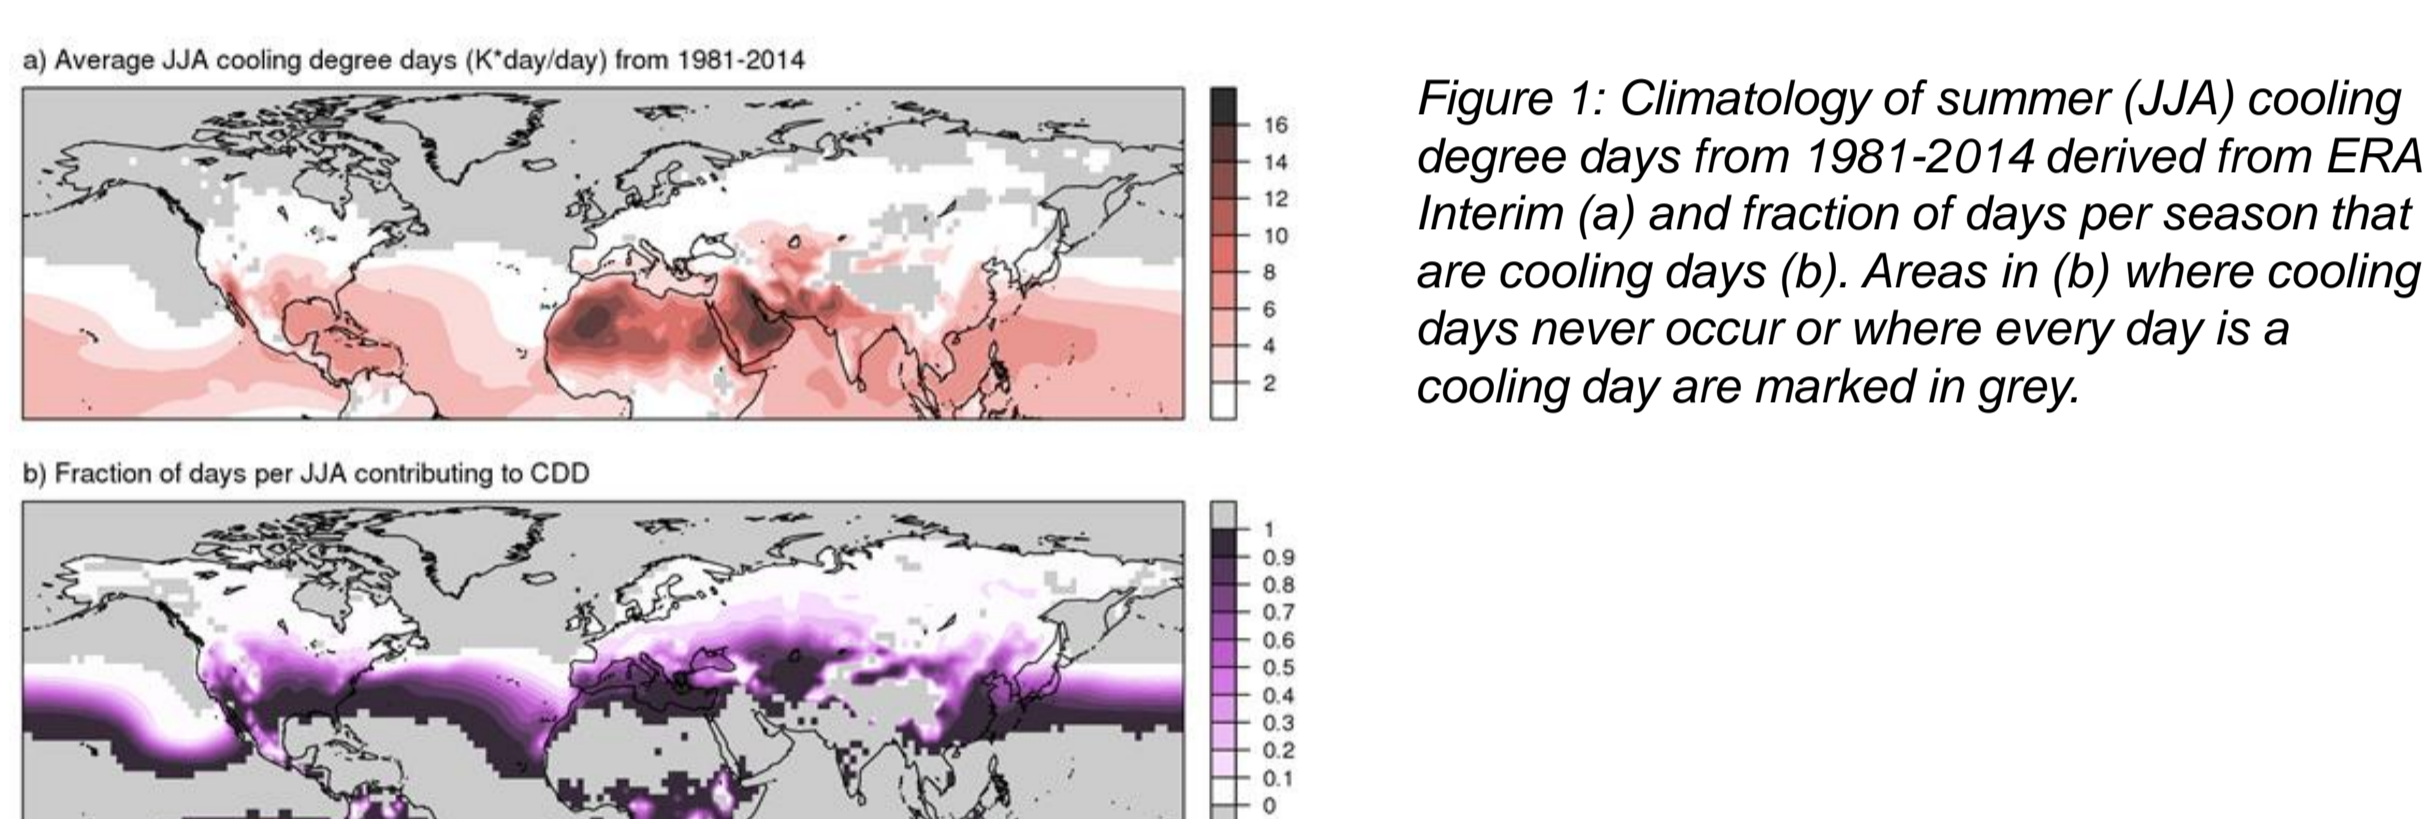 a) Average JJA cooling degree days (K*day/day) from 1981-2014
16
14
12
10
8
6
4
2
Figure 1: Climatology of summer (JJA) cooling
degree days from 1981-2014 derived from ERA
Interim (a) and fraction of days per season that
are cooling days (b). Areas in (b) where cooling
days never occur or where every day is a
cooling day are marked in grey.
b) Fraction of days per JJA contributing to CDD
1
0.9
0.8
0.7
0.6
0.5
0.4
0.3
0.2
0.1
0